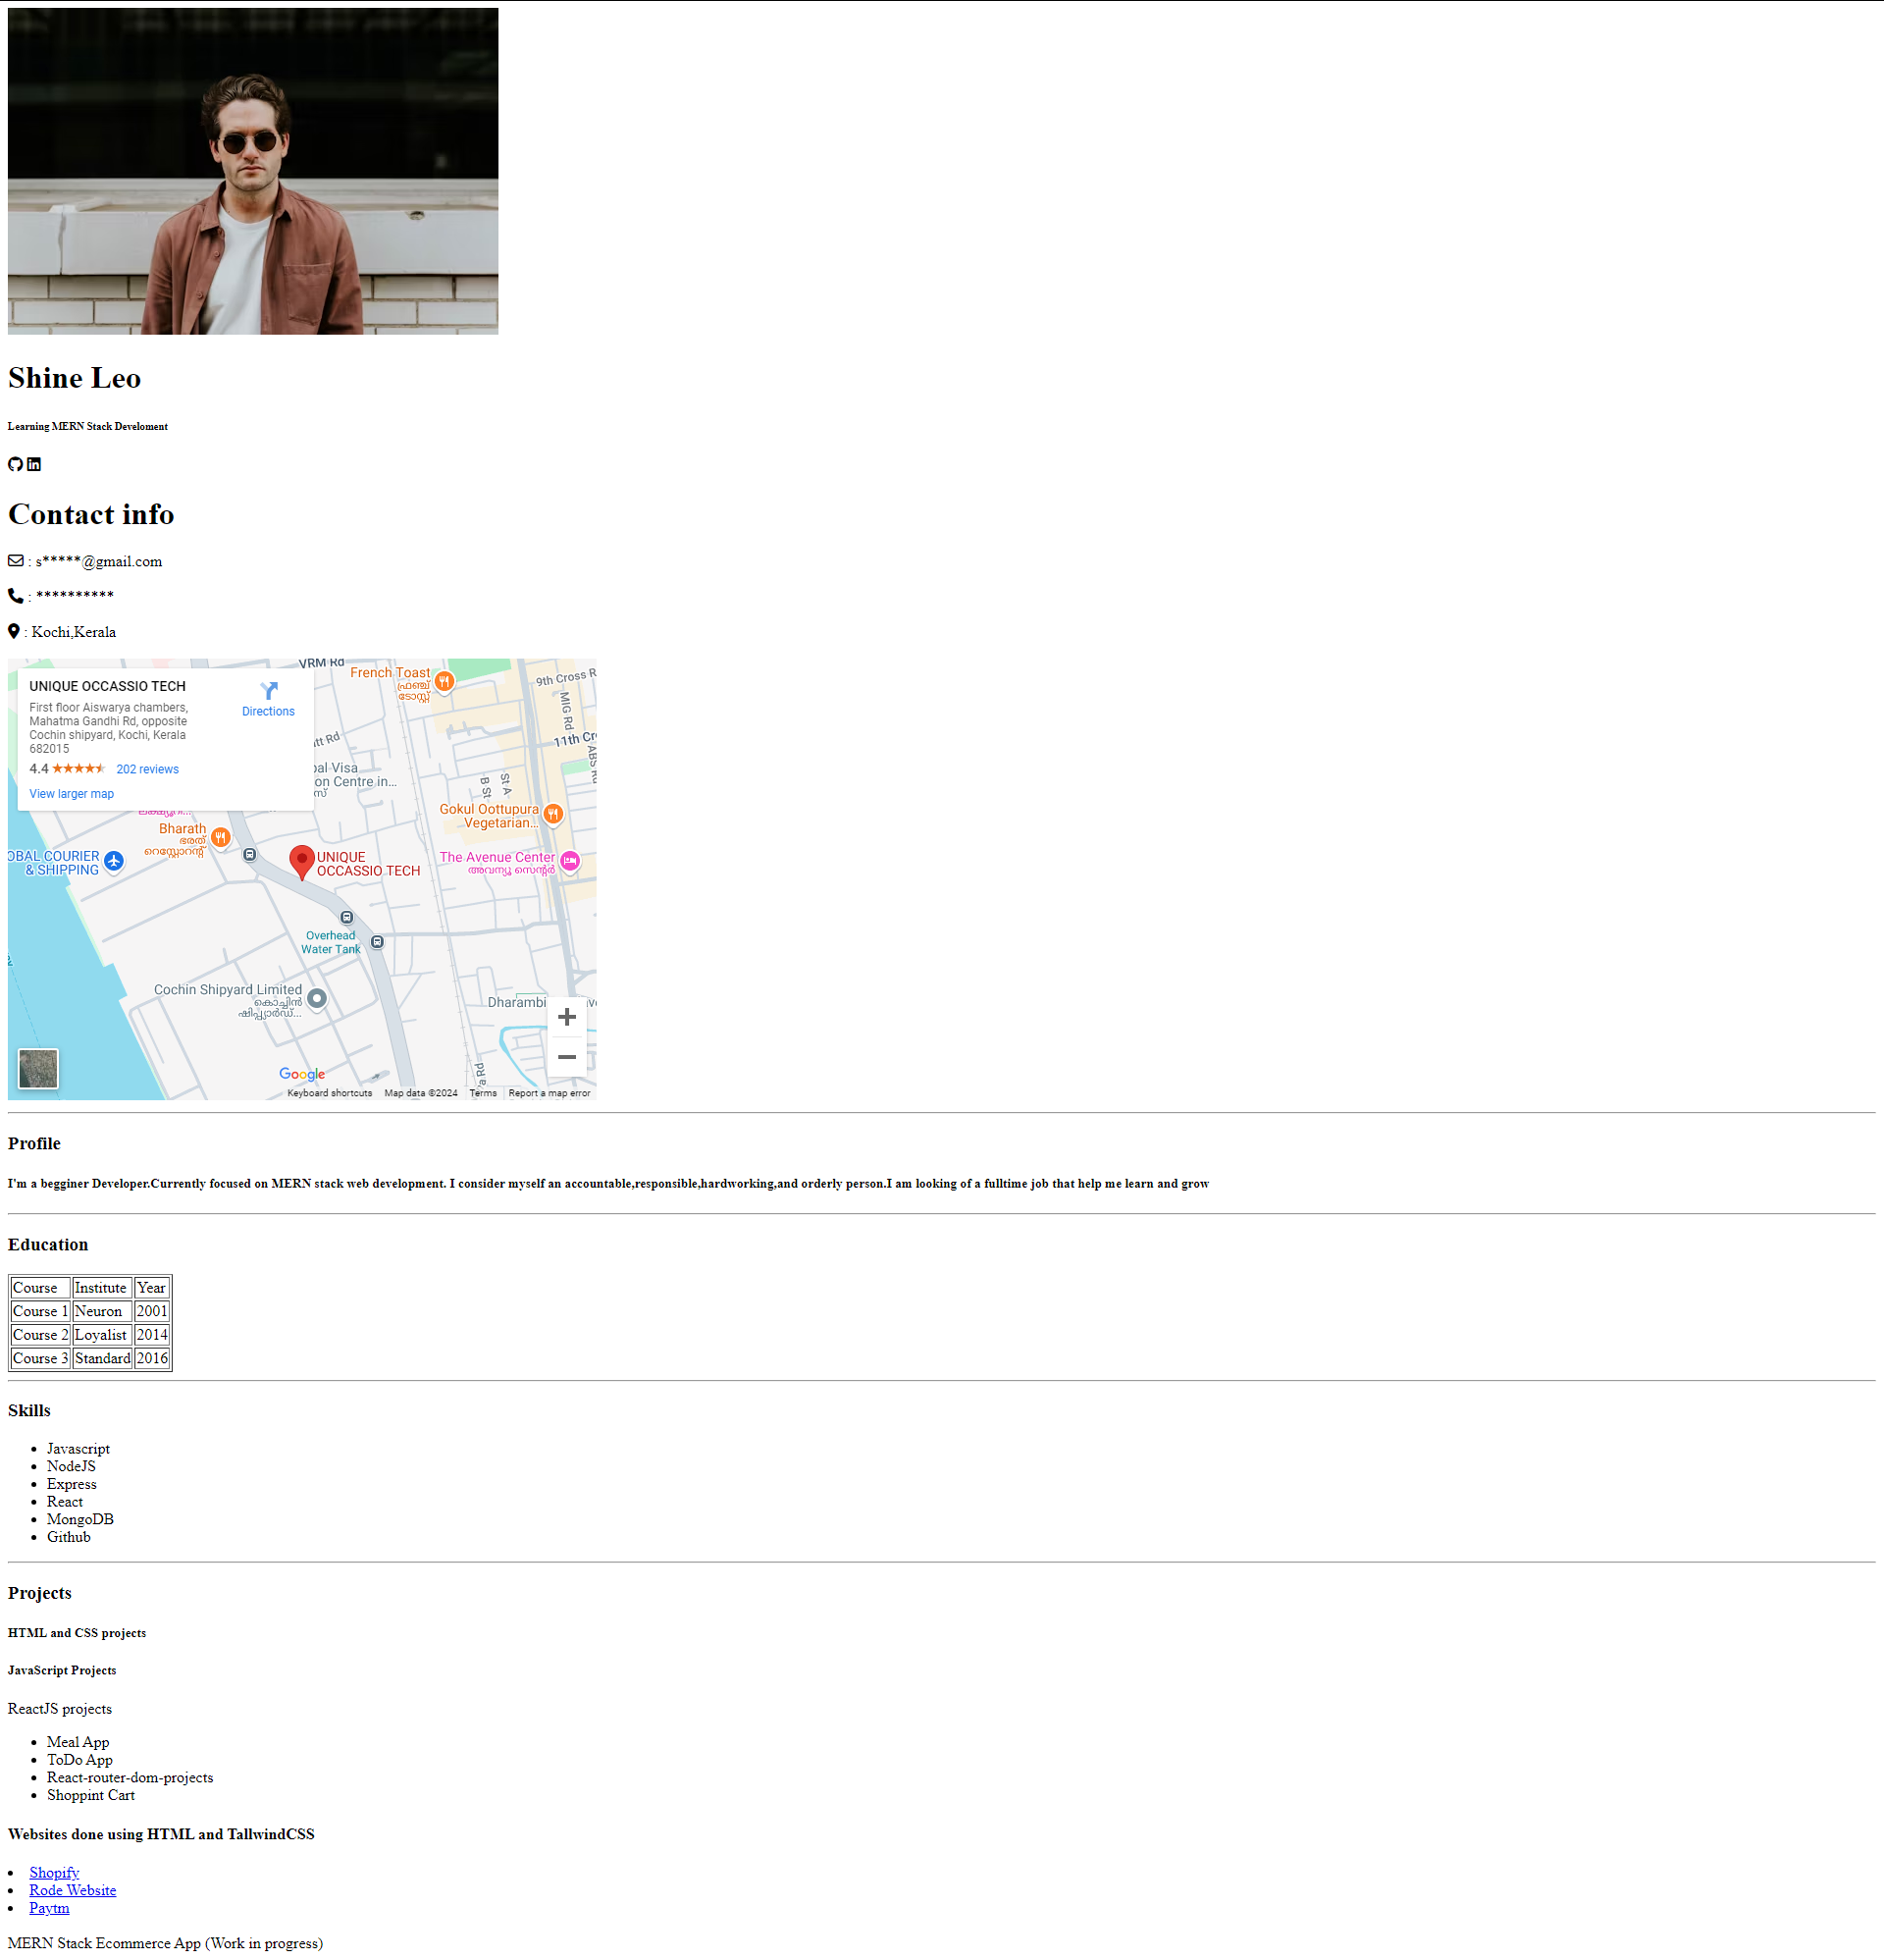 Shine Leo
Learning MERN Stack Develoment
Contact info
: s*****@gmail.com
: **********
: Kochi,Kerala
VRM Rd
French Toast
ഫ്രഞ്ച്
ടോസ്റ്റ്
9th Cross R
MIG Rd
11th Cr
ABS Rd
St A
B St
UNIQUE OCCASSIO TECH
First floor Aiswarya chambers,
Mahatma Gandhi Rd, opposite
Cochin shipyard, Kochi, Kerala
682015
4.4
202 reviews
View larger map
Directions
tt Rd
bal Visa
on Centre in...
Gokul Oottupura
Vegetarian...
Bharath
ഭരത്
റെസ്റ്റോറന്റ്
OBAL COURIER
& SHIPPING
UNIQUE
OCCASSIO TECH
The Avenue Center
അവന്യൂ സെന്റർ
Overhead
Water Tank
Cochin Shipyard Limited
കൊച്ചിൻ
ഷിപ്പ്യാർഡ്...
Dharambi
a Rd
Google
Keyboard shortcuts
Map data ©2024
Terms
Report a map error
Profile
I'm a begginer Developer.Currently focused on MERN stack web development. I consider myself an accountable,responsible,hardworking,and orderly person.I am looking of a fulltime job that help me learn and grow
Education
Course Institute Year
Course 1 Neuron 2001
Course 2 Loyalist 2014
Course 3 Standard 2016
Skills
Javascript
NodeJS
Express
React
MongoDB
Github
Projects
HTML and CSS projects
JavaScript Projects
ReactJS projects
Meal App
ToDo App
React-router-dom-projects
Shoppint Cart
Websites done using HTML and TallwindCSS
Shopify
Rode Website
Paytm
MERN Stack Ecommerce App (Work in progress)